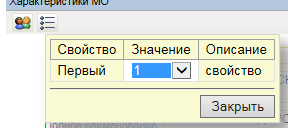 Характеристики МО
Свойство Значение Описание
Первый 1 свойство
Закрыть